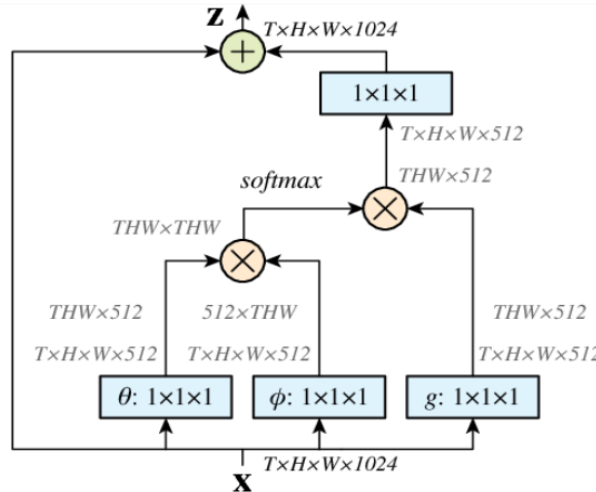 z
T×H×W×1024
+
1×1×1
T×H×W×512
softmax
THW×512
×
THW×THW
×
THW×512
512×THW
THW×512
T×H×W×512
T×H×W×512
T×H×W×512
θ: 1×1×1
ϕ: 1×1×1
g: 1×1×1
x
T×H×W×1024